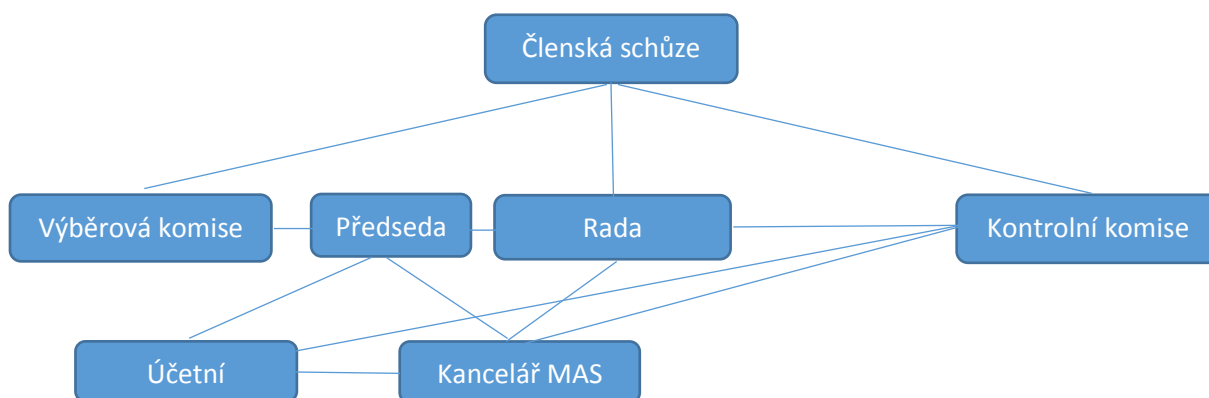 Členská schůze
Výběrová komise
Předseda
Rada
Kontrolní komise
Účetní
Kancelář MAS